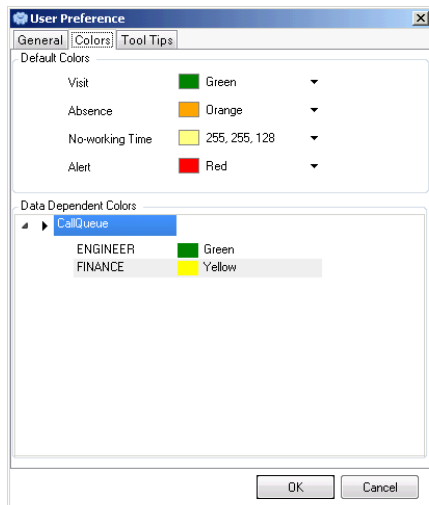 User Preference
General Colors Tool Tips
Default Colors
Visit Green
Absence Orange
No-working Time 255, 255, 128
Alert Red
Data Dependent Colors
CallQueue
ENGINEER Green
FINANCE Yellow
OK Cancel